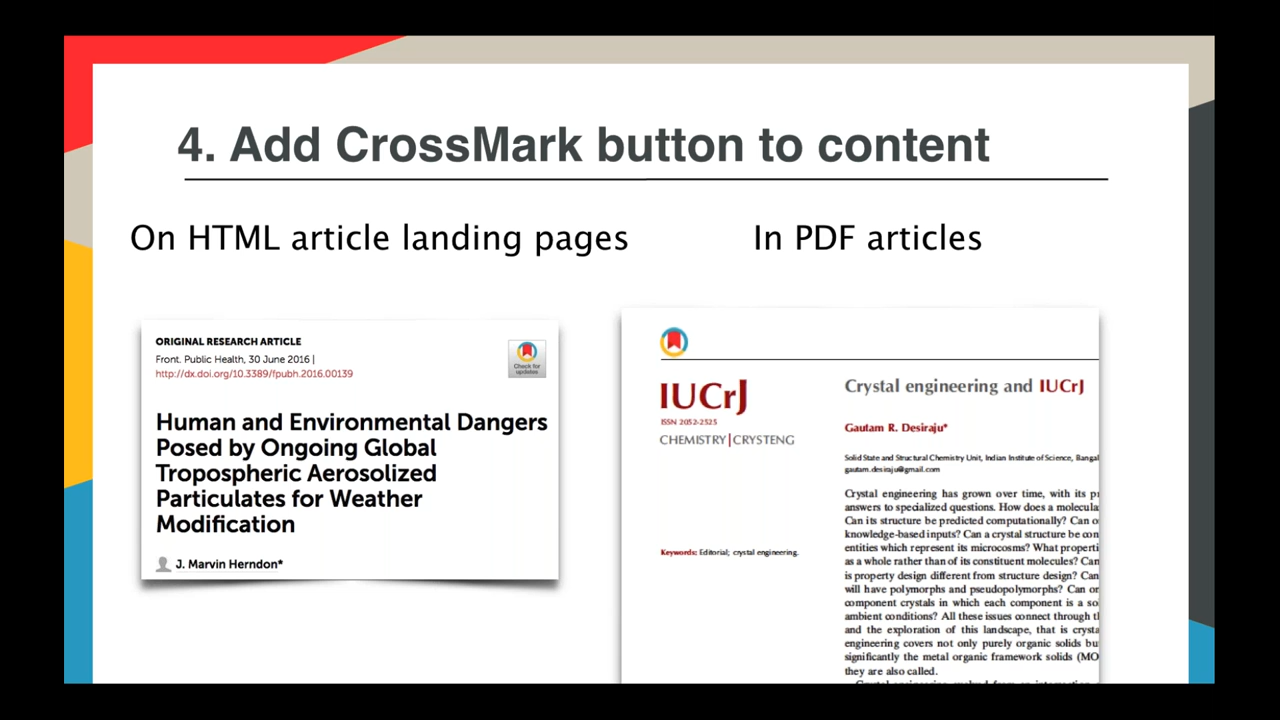 4. Add CrossMark button to content
On HTML article landing pages
In PDF articles
ORIGINAL RESEARCH ARTICLE
Front. Public Health, 30 June 2016 |
http://dx.doi.org/10.3389/fpubh.2016.00139
Check for
updates
Human and Environmental Dangers
Posed by Ongoing Global
Tropospheric Aerosolized
Particulates for Weather
Modification
J. Marvin Herndon*
IUCrJ
ISSN 2052-2525
CHEMISTRY|CRYSTENG
Keywords: Editorial; crystal engineering.
Crystal engineering and IUCrJ
Gautam R. Desiraju*
Solid State and Structural Chemistry Unit, Indian Institute of Science, Bangal
gautam.desiraju@gmail.com
Crystal engineering has grown over time, with its p
answers to specialized questions. How does a molecula
Can its structure be predicted computationally? Can o
knowledge-based inputs? Can a crystal structure be con
entities which represent its microcosms? What properti
as a whole rather than of its constituent molecules? Can
is property design different from structure design? Can
will have polymorphs and pseudopolymorphs? Can or
component crystals in which each component is a so
ambient conditions? All these issues connect through t
and the exploration of this landscape, that is crysta
engineering covers not only purely organic solids bu
significantly the metal organic framework solids (MO
they are also called.